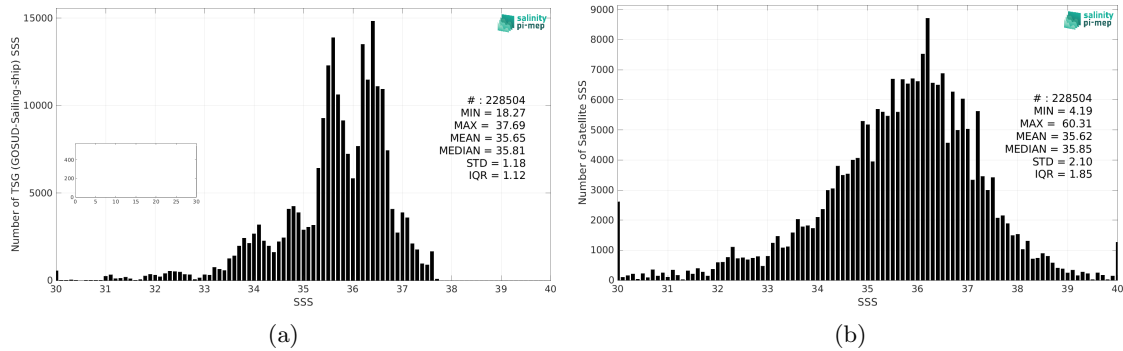 15000
10000
5000
0
Number of TSG (GOSUD-Sailing-ship) SSS
salinity
pi-mep
# : 228504
MIN = 18.27
MAX = 37.69
MEAN = 35.65
MEDIAN = 35.81
STD = 1.18
IQR = 1.12
400
200
0
0 5 10 15 20 25 30
30 31 32 33 34 35 36 37 38 39 40
SSS
(a)
9000
8000
7000
6000
5000
4000
3000
2000
1000
0
Number of Satellite SSS
salinity
pi-mep
# : 228504
MIN = 4.19
MAX = 60.31
MEAN = 35.62
MEDIAN = 35.85
STD = 2.10
IQR = 1.85
30 31 32 33 34 35 36 37 38 39 40
SSS
(b)